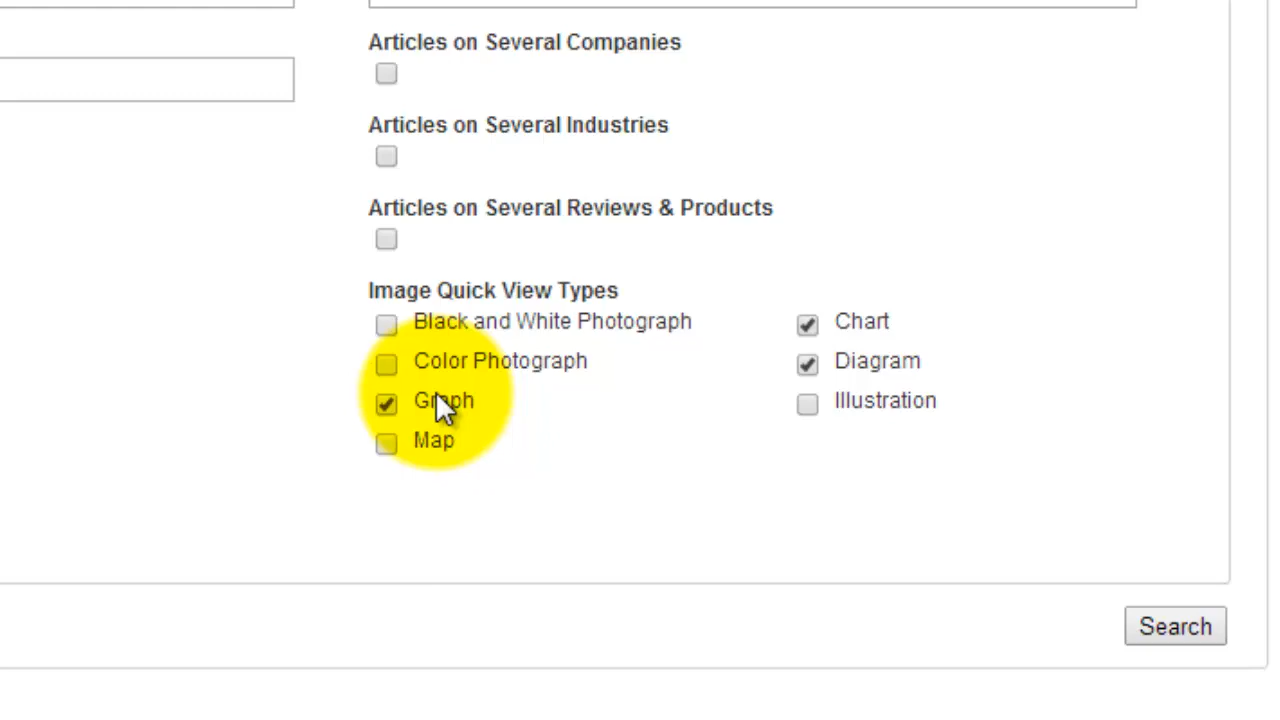 Articles on Several Companies
Articles on Several Industries
Articles on Several Reviews & Products
Image Quick View Types
Black and White Photograph
Chart
Color Photograph
Diagram
Graph
Illustration
Map
Search